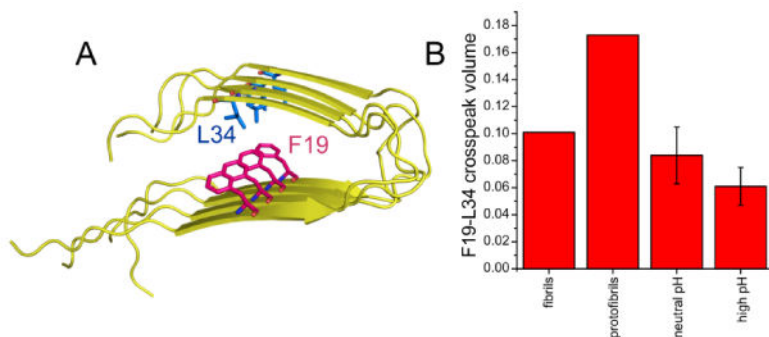 A
L34
F19
B
F19-L34 crosspeak volume
0.18
0.16
0.14
0.12
0.10
0.08
0.06
0.04
0.02
0.00
fibrils
protofibrils
neutral pH
high pH